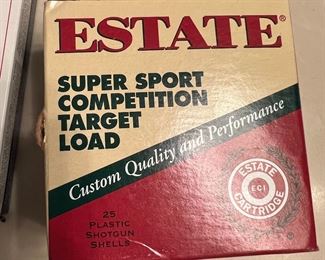 ESTATE®
SUPER SPORT
COMPETITION
TARGET
LOAD
Custom Quality and Performance
25
PLASTIC
SHOTGUN
SHELLS
ESTATE
ECI
CARTRIDGE